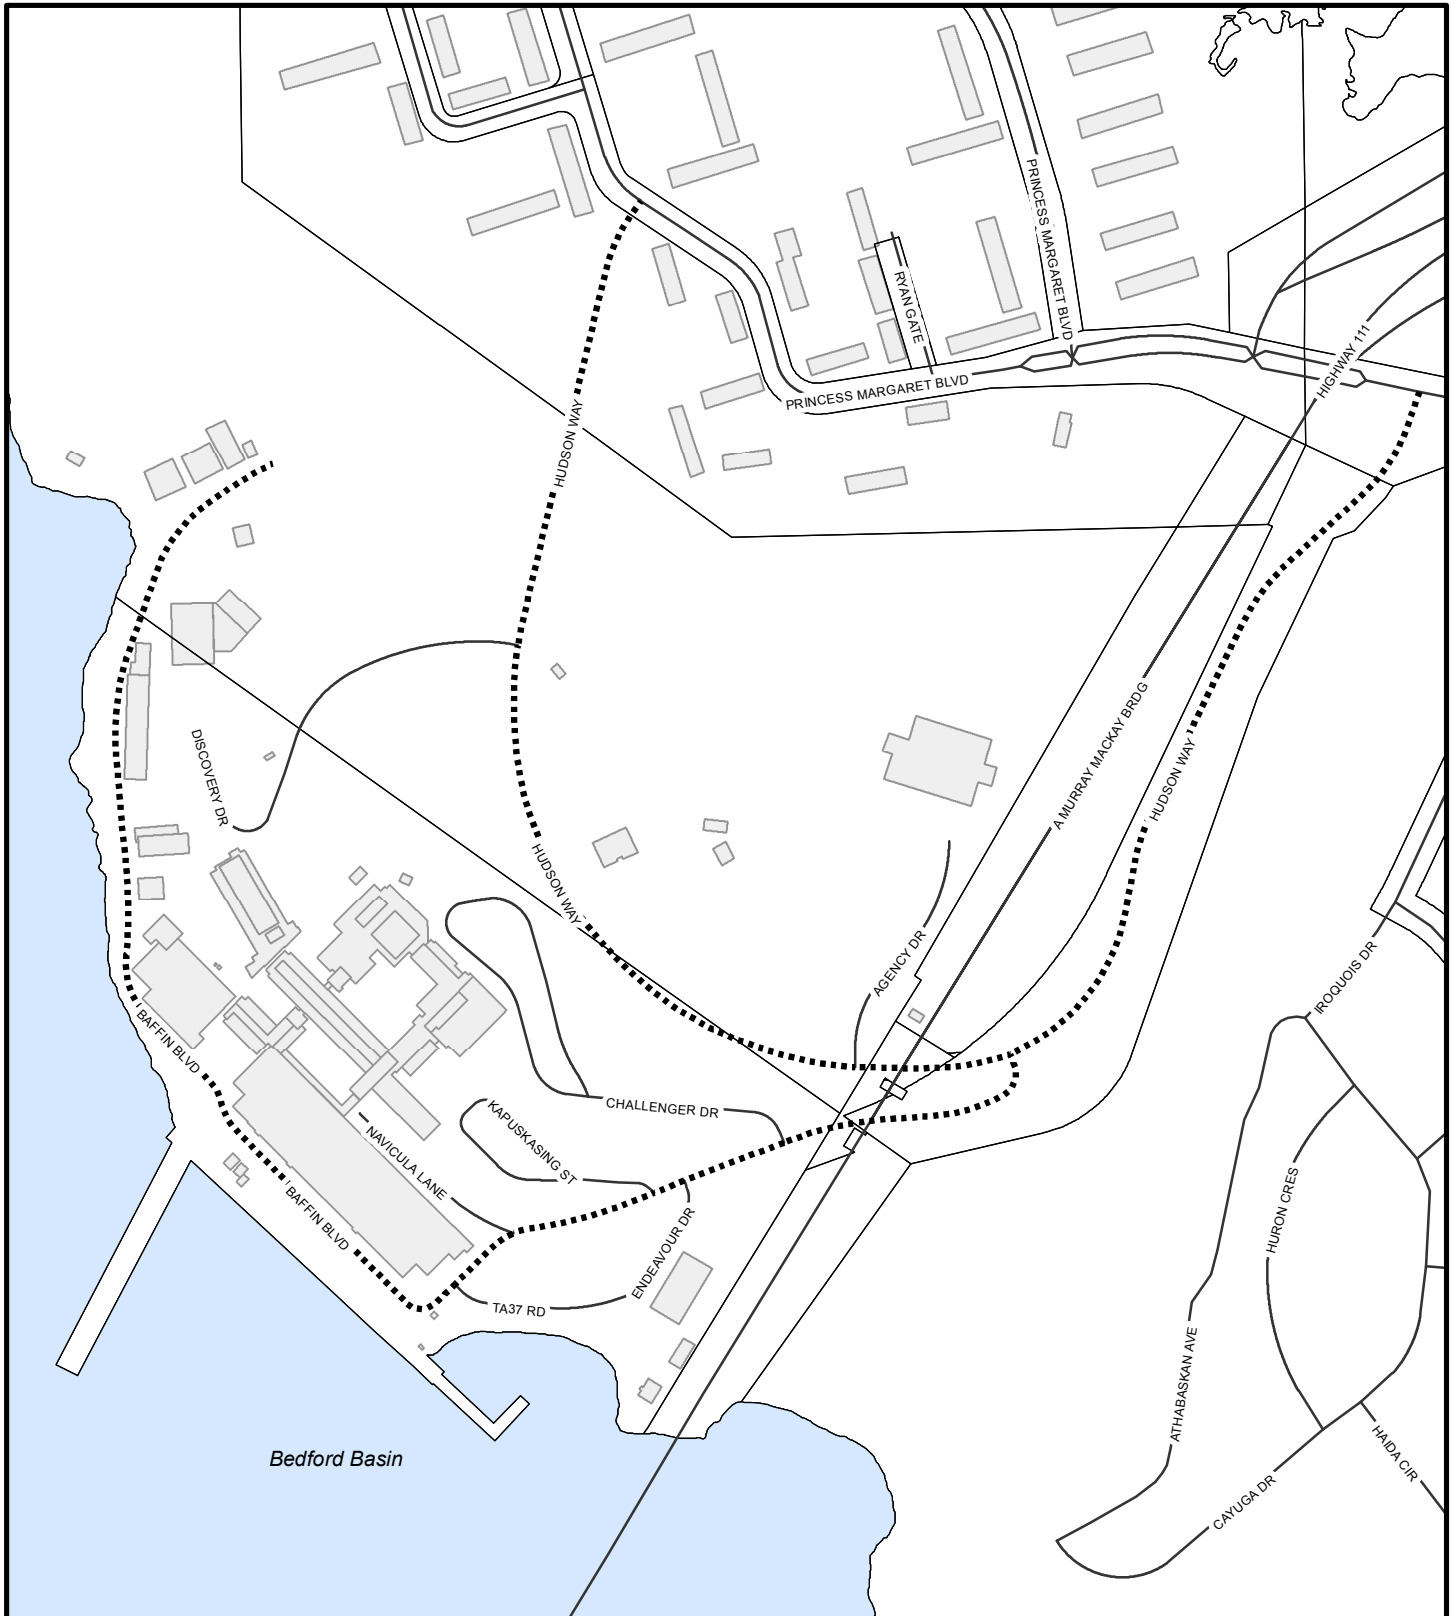 PRINCESS MARGARET BLVD
RYAN GATE
HIGHWAY 111
PRINCESS MARGARET BLVD
HUDSON WAY
A MURRAY MACKAY BRDG
DISCOVERY DR
HUDSON WAY
HUDSON WAY
AGENCY DR
IROQUOIS DR
BAFFIN BLVD
CHALLENGER DR
KAPUSKASING ST
NAVICULA LANE
BAFFIN BLVD
HURON CRES
ENDEAVOUR DR
TA37 RD
ATHABASKAN AVE
HAIDA CIR
Bedford Basin
CAYUGA DR